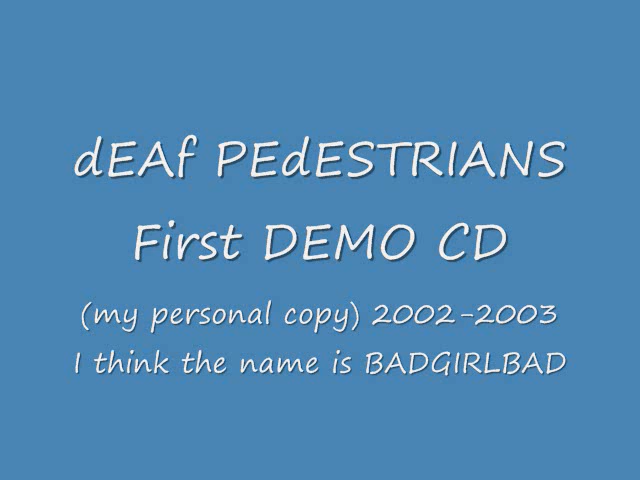 dEAf PEdESTRIANS
First DEMO CD
(my personal copy) 2002-2003
I think the name is BADGIRLBAD